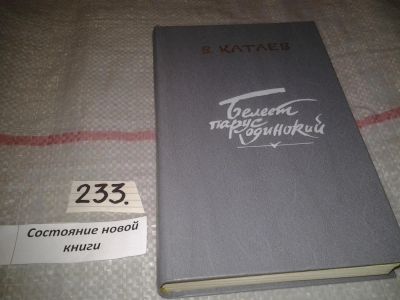 В. КАТАЕВ
Белеет
парус
одинокий
233.
Состояние новой
книги